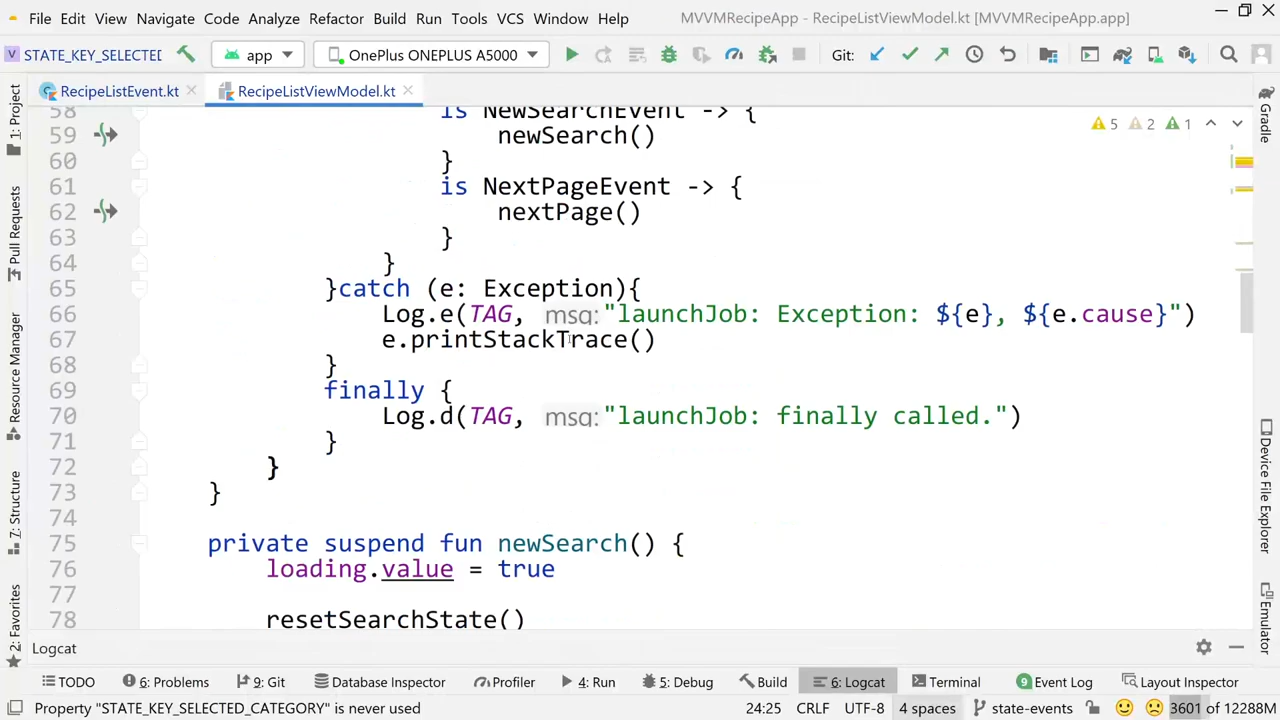 File Edit View Navigate Code Analyze Refactor Build Run Tools VCS Window Help MVVMRecipeApp - RecipeListViewModel.kt [MVVMRecipeApp.app]
STATE_KEY_SELECTED app OnePlus ONEPLUS A5000 Git:
RecipeListEvent.kt RecipeListViewModel.kt
58 is NewSearchEvent -> {
5 2 1
59 newSearch()
60 }
61 is NextPageEvent -> {
62 nextPage()
63 }
64 }
65 }catch (e: Exception){
66 Log.e(TAG, msg: "launchJob: Exception: ${e}, ${e.cause}")
67 e.printStackTrace()
68 }
69 finally {
70 Log.d(TAG, msg: "launchJob: finally called.")
71 }
72 }
73 }
74
75 private suspend fun newSearch() {
76 loading.value = true
77
78 resetSearchState()
1: Project
Pull Requests
Resource Manager
7: Structure
2: Favorites
Gradle
Device File Explorer
Emulator
Logcat
TODO 6: Problems 9: Git Database Inspector Profiler 4: Run 5: Debug Build 6: Logcat Terminal 9 Event Log Layout Inspector
Property "STATE_KEY_SELECTED_CATEGORY" is never used 24:25 CRLF UTF-8 4 spaces state-events 3601 of 12288M